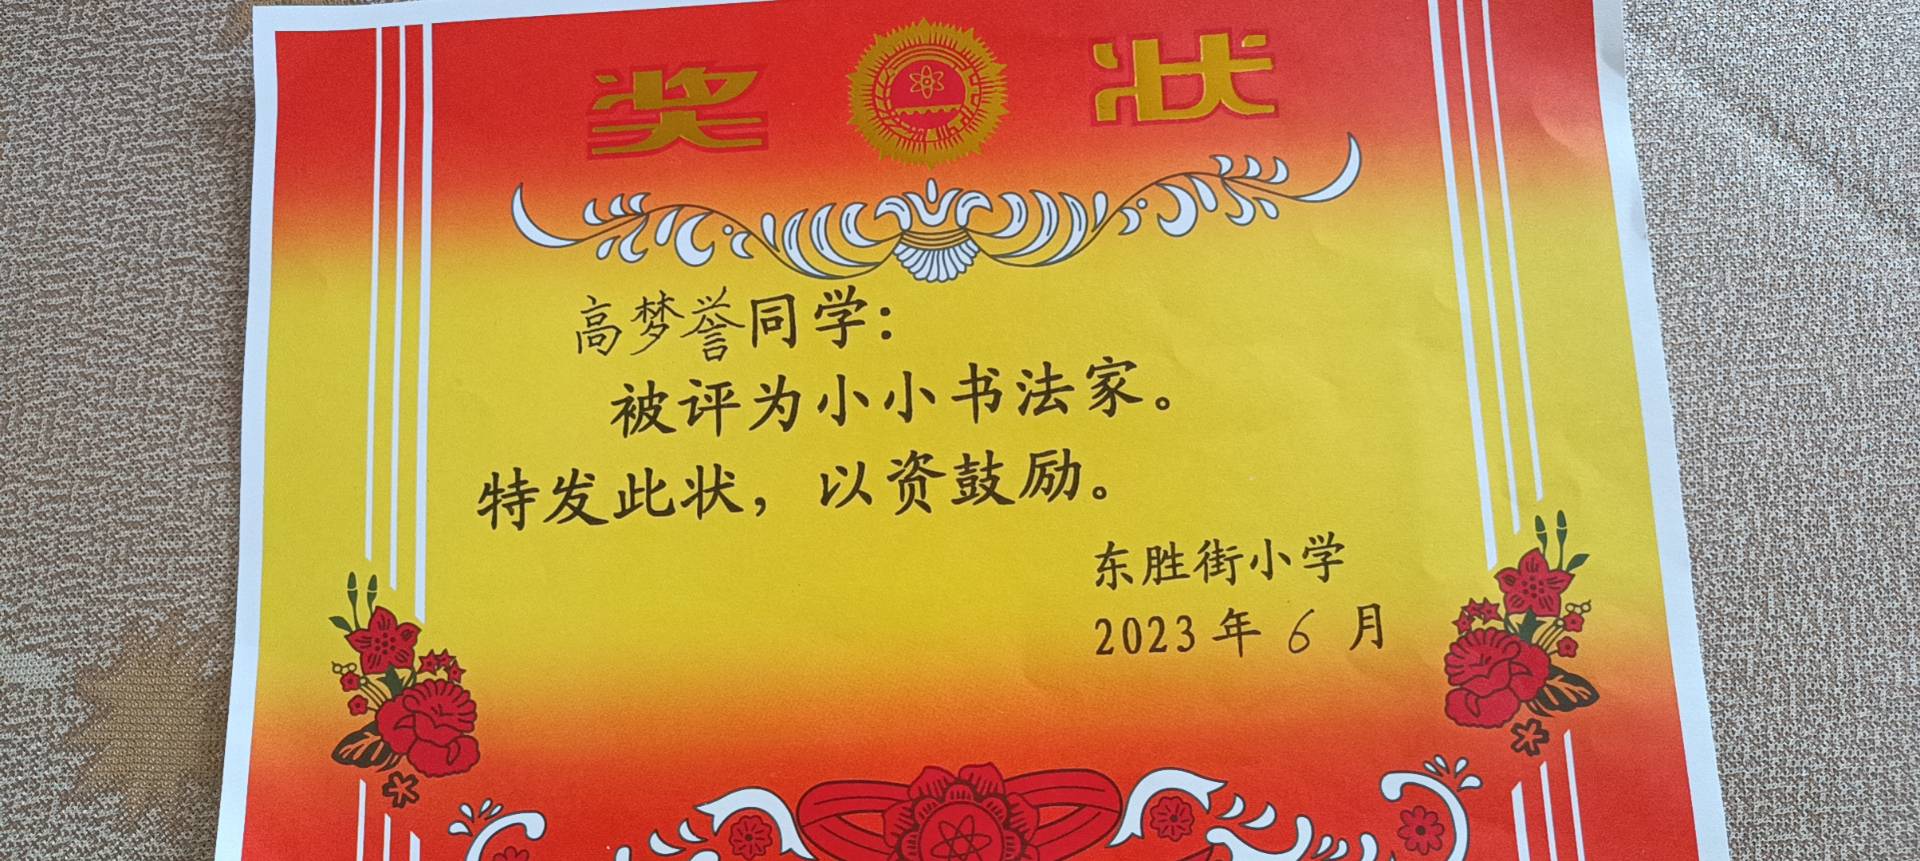 奖状
高梦誉同学：
被评为小小书法家。
特发此状，以资鼓励。
东胜街小学
2023年6月